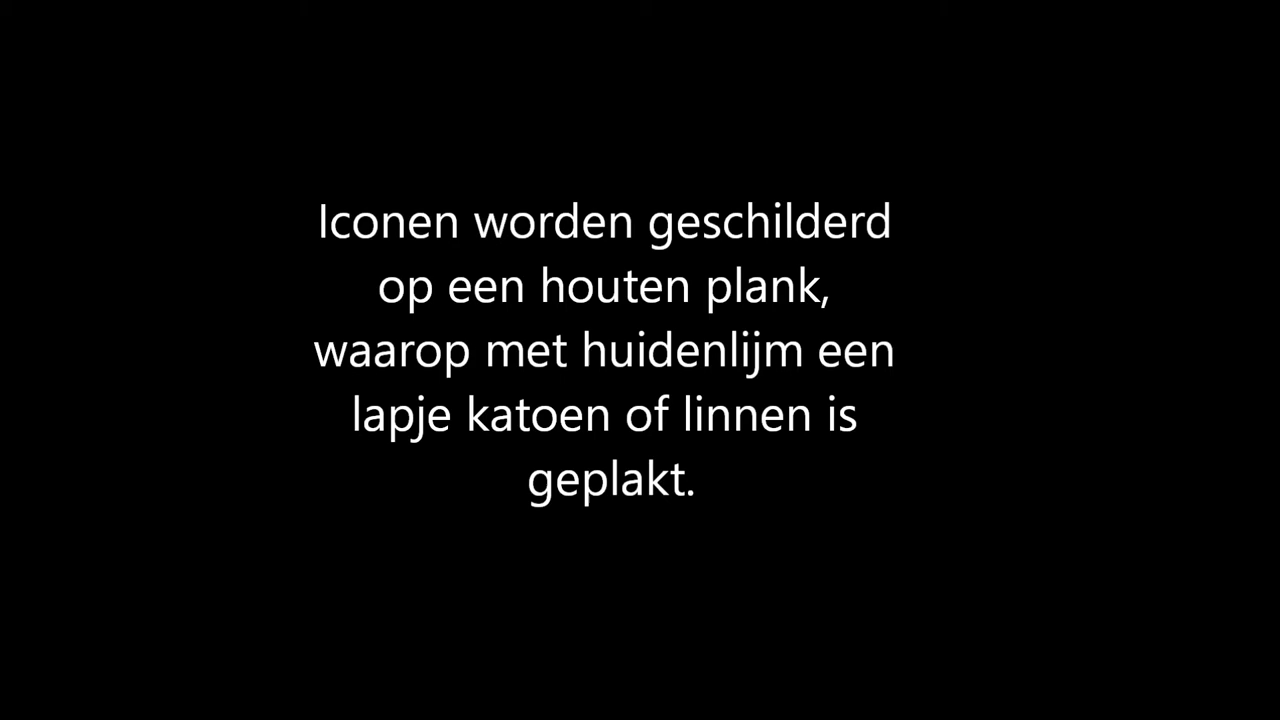 Iconen worden geschilderd
op een houten plank,
waarop met huidenlijm een
lapje katoen of linnen is
geplakt.